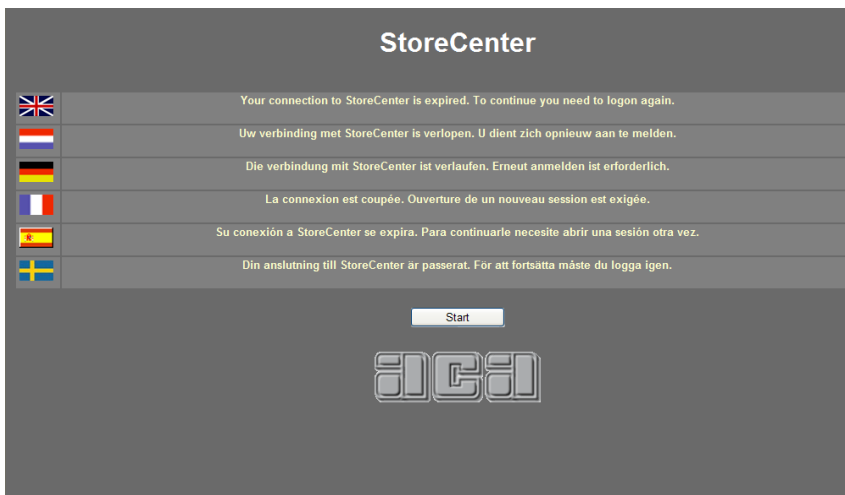 StoreCenter
Your connection to StoreCenter is expired. To continue you need to logon again.
Uw verbinding met StoreCenter is verlopen. U dient zich opnieuw aan te melden.
Die verbindung mit StoreCenter ist verlaufen. Erneut anmelden ist erforderlich.
La connexion est coupée. Ouverture de un nouveau session est exigée.
Su conexión a StoreCenter se expira. Para continuarle necesite abrir una sesión otra vez.
Din anslutning till StoreCenter är passerat. För att fortsätta måste du logga igen.
Start
aca